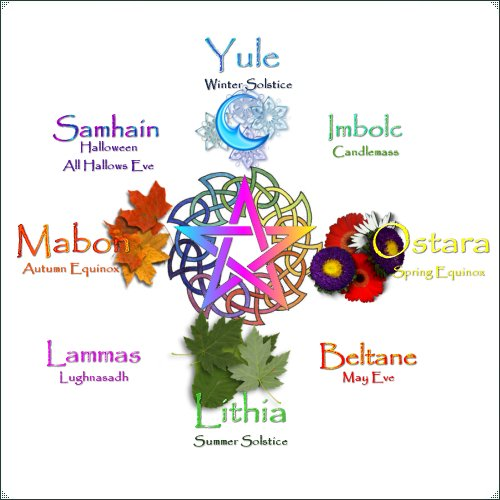 Yule
Winter Solstice
Samhain
Halloween
All Hallows Eve
Imbolc
Candlemass
Mabon
Autumn Equinox
Ostara
Spring Equinox
Lammas
Lughnasadh
Beltane
May Eve
Lithia
Summer Solstice